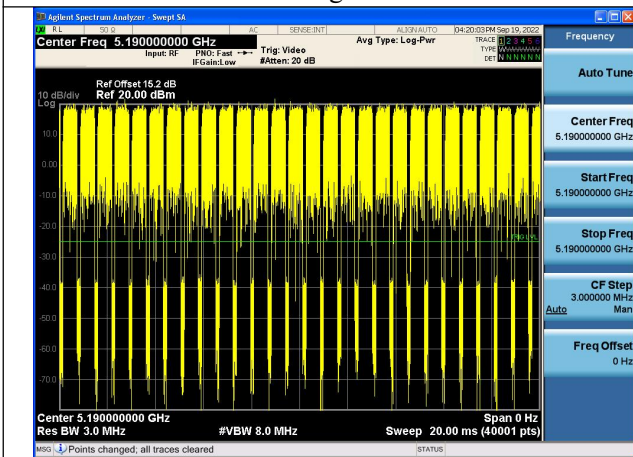 Agilent Spectrum Analyzer - Swept SA
RL 50 Ω AC SENSE:INT ALIGN AUTO 04:20:03 PM Sep 19, 2022
Center Freq 5.190000000 GHz
Input: RF PNO: Fast Trig: Video
IFGain:Low #Atten: 20 dB
Avg Type: Log-Pwr
TRACE 1 2 3 4 5 6
TYPE
DET N N N N N N
Frequency
Auto Tune
Ref Offset 15.2 dB
10 dB/div Ref 20.00 dBm
Log
10.0
0.00
-10.0
-20.0
-30.0
-40.0
-50.0
-60.0
-70.0
TRIG LVL
Center Freq
5.190000000 GHz
Start Freq
5.190000000 GHz
Stop Freq
5.190000000 GHz
CF Step
3.000000 MHz
Auto Man
Freq Offset
0 Hz
Center 5.190000000 GHz Span 0 Hz
Res BW 3.0 MHz #VBW 8.0 MHz Sweep 20.00 ms (40001 pts)
MSG Points changed; all traces cleared STATUS